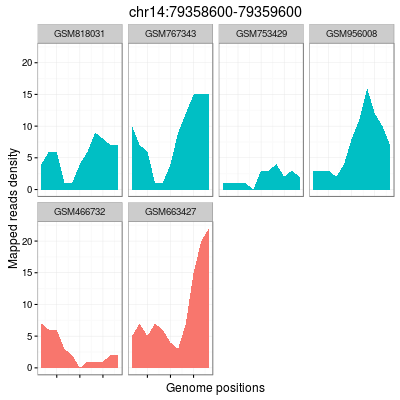 chr14:79358600-79359600
GSM818031 GSM767343 GSM753429 GSM956008
20
15
10
5
0
GSM466732 GSM663427
20
15
10
5
0
Mapped reads density
Genome positions